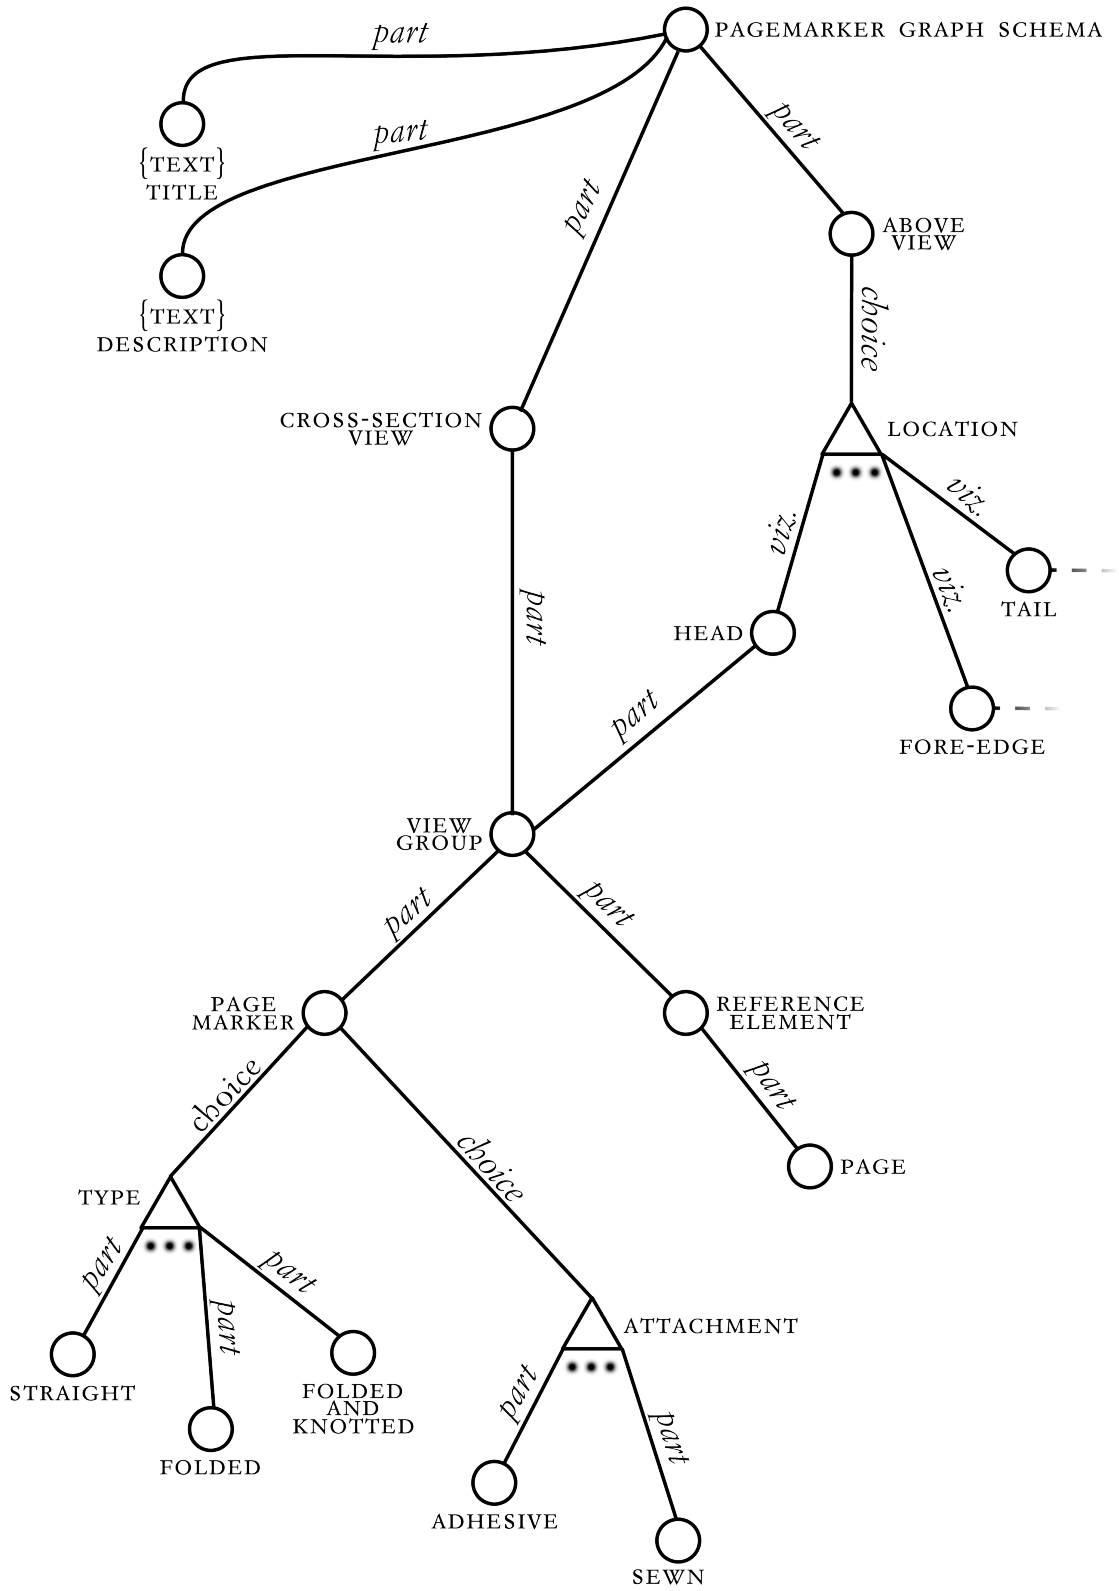 part
PAGEMARKER GRAPH SCHEMA
part
part
{TEXT}
TITLE
part
ABOVE
VIEW
{TEXT}
DESCRIPTION
choice
CROSS-SECTION
VIEW
LOCATION
viz.
viz.
viz.
TAIL
part
HEAD
part
FORE-EDGE
VIEW
GROUP
part
part
PAGE
MARKER
REFERENCE
ELEMENT
choice
part
choice
PAGE
TYPE
part
part
part
ATTACHMENT
STRAIGHT
FOLDED
AND
KNOTTED
part
part
FOLDED
ADHESIVE
SEWN